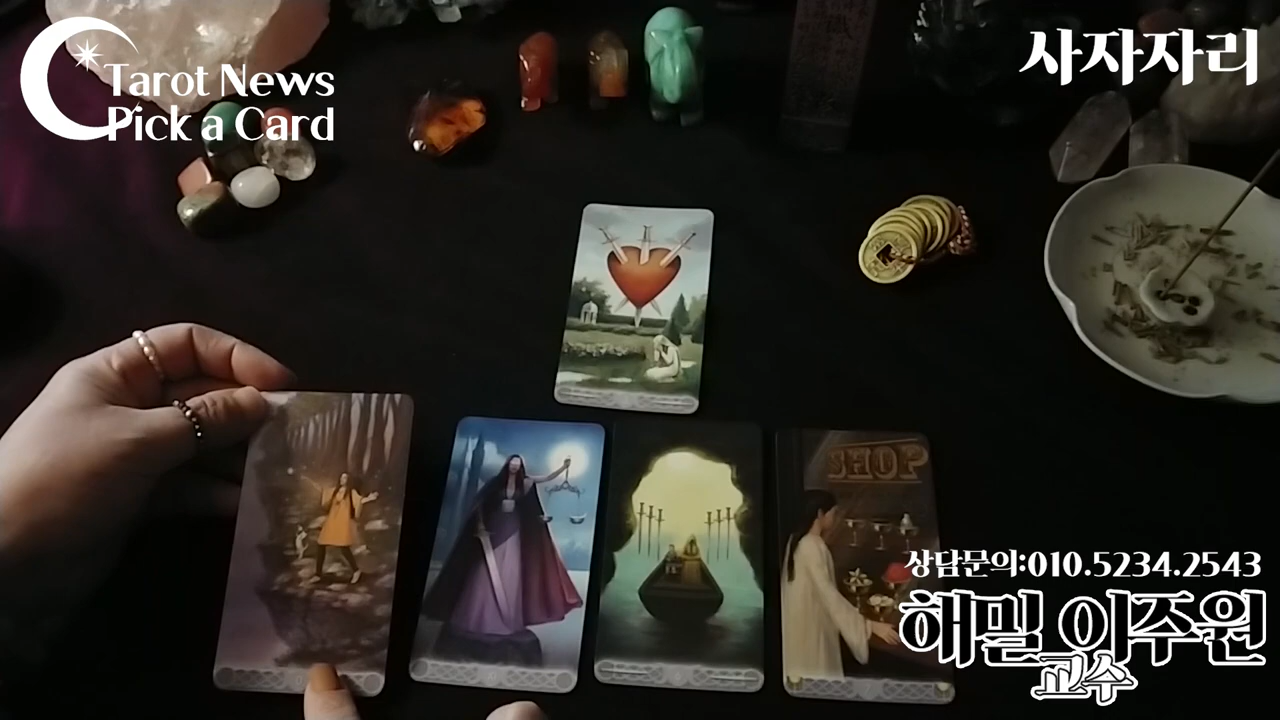 Tarot News
Pick a Card
사자자리
SHOP
상담문의:010.5234.2543
해밀 이주원
교수